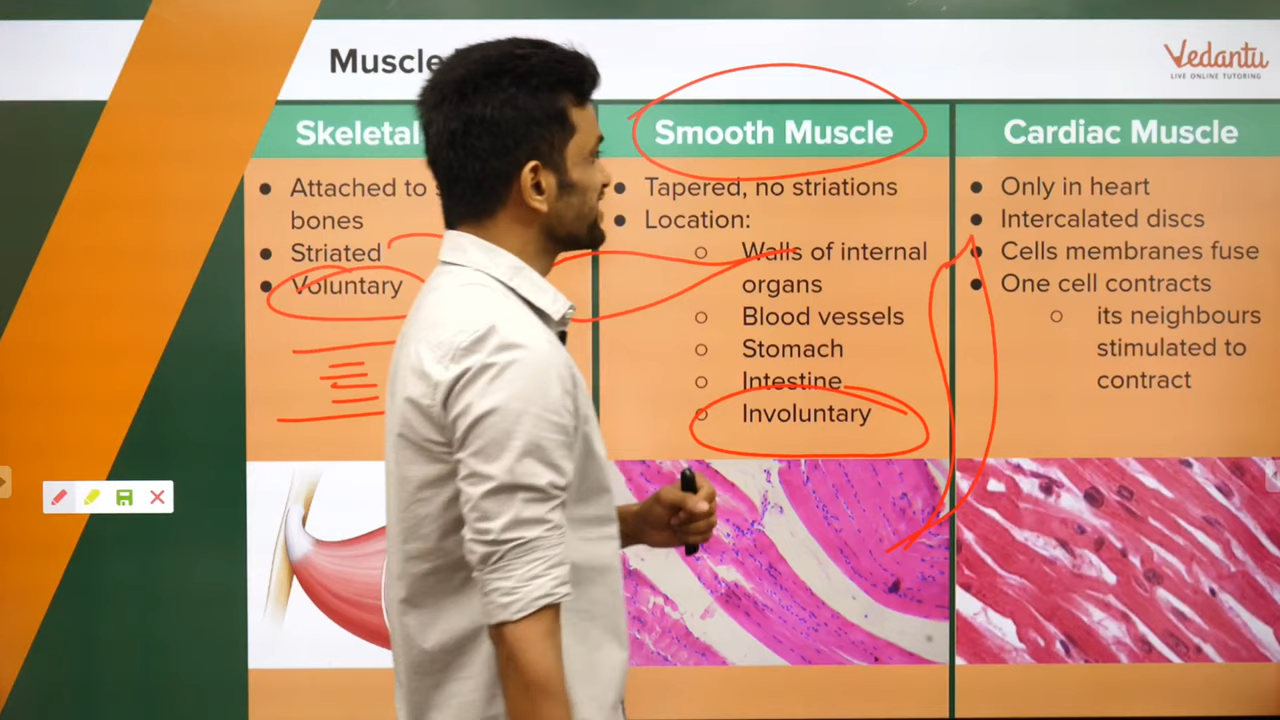 Muscle
Vedantu
LIVE ONLINE TUTORING
Skeletal
Attached to
bones
Striated
Voluntary
Smooth Muscle
Tapered, no striations
Location:
Walls of internal
organs
Blood vessels
Stomach
Intestine
Involuntary
Cardiac Muscle
Only in heart
Intercalated discs
Cells membranes fuse
One cell contracts
its neighbours
stimulated to
contract